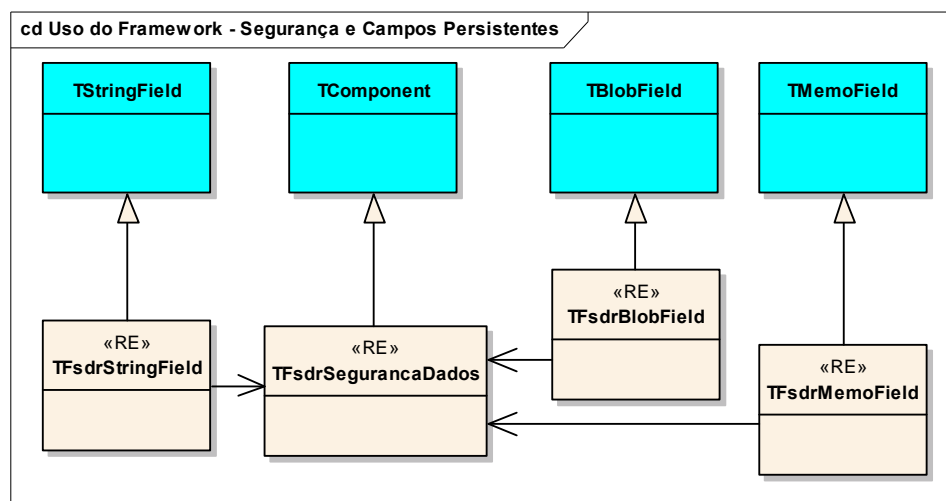 cd Uso do Framework - Segurança e Campos Persistentes
TStringField
TComponent
TBlobField
TMemoField
«RE»
TFsdrStringField
«RE»
TFsdrSegurancaDados
«RE»
TFsdrBlobField
«RE»
TFsdrMemoField